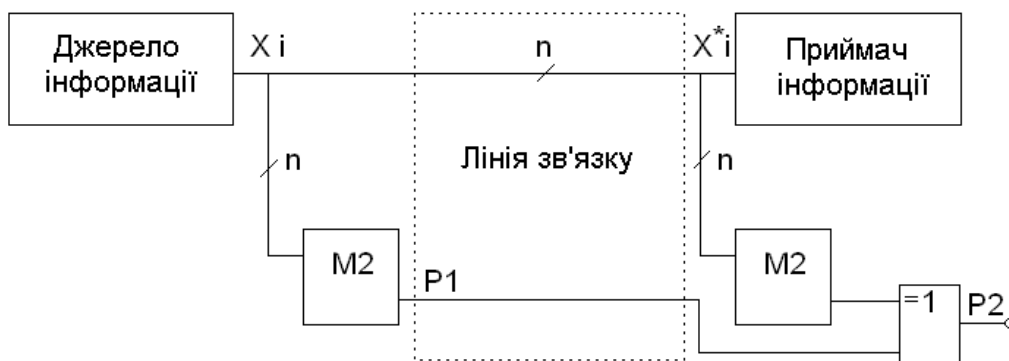 Джерело
інформації
X i
n
X*i
Приймач
інформації
n
Лінія зв'язку
n
M2
P1
M2
=1
P2